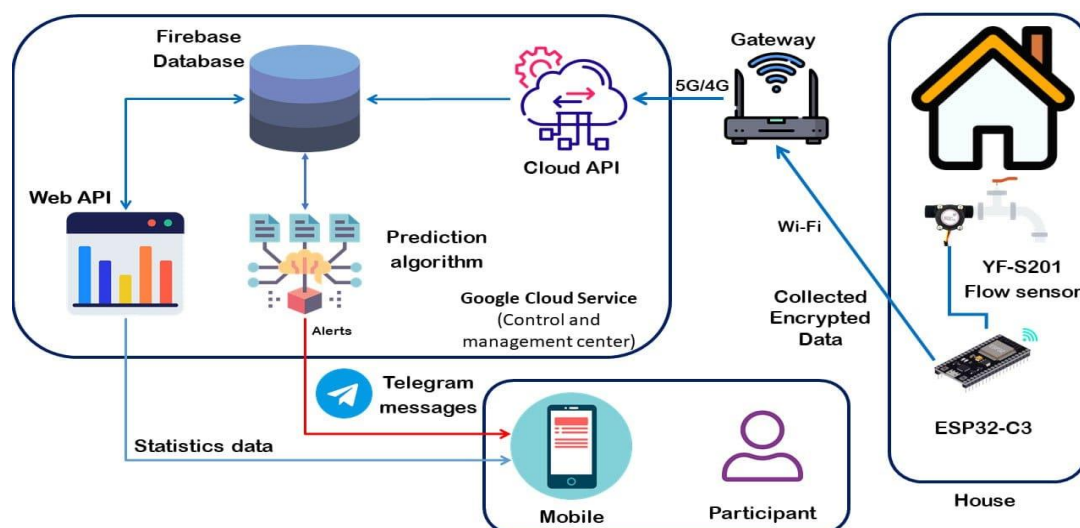 Firebase
Database
Cloud API
Web API
Prediction
algorithm
Google Cloud Service
(Control and
management center)
Alerts
Telegram
messages
Statistics data
Mobile
Participant
Gateway
5G/4G
Wi-Fi
Collected
Encrypted
Data
YF-S201
Flow sensor
ESP32-C3
House